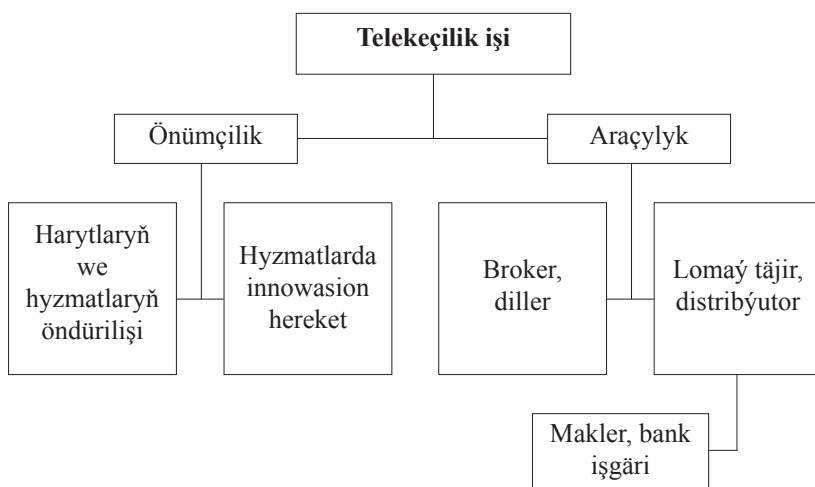 Telekeçilik işi
Önümçilik
Araçylyk
Harytlaryň
we
hyzmatlaryň
öndürilişi
Hyzmatlarda
innowasion
hereket
Broker,
diller
Lomaý täjir,
distribýutor
Makler, bank
işgäri